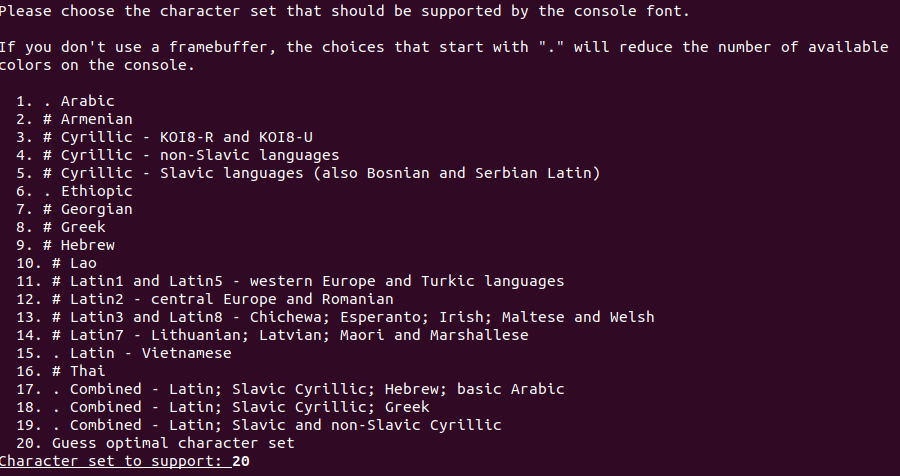 Please choose the character set that should be supported by the console font.
If you don't use a framebuffer, the choices that start with "." will reduce the number of available
colors on the console.
1. . Arabic
2. # Armenian
3. # Cyrillic - KOI8-R and KOI8-U
4. # Cyrillic - non-Slavic languages
5. # Cyrillic - Slavic languages (also Bosnian and Serbian Latin)
6. . Ethiopic
7. # Georgian
8. # Greek
9. # Hebrew
10. # Lao
11. # Latin1 and Latin5 - western Europe and Turkic languages
12. # Latin2 - central Europe and Romanian
13. # Latin3 and Latin8 - Chichewa; Esperanto; Irish; Maltese and Welsh
14. # Latin7 - Lithuanian; Latvian; Maori and Marshallese
15. . Latin - Vietnamese
16. # Thai
17. . Combined - Latin; Slavic Cyrillic; Hebrew; basic Arabic
18. . Combined - Latin; Slavic Cyrillic; Greek
19. . Combined - Latin; Slavic and non-Slavic Cyrillic
20. Guess optimal character set
Character set to support: 20